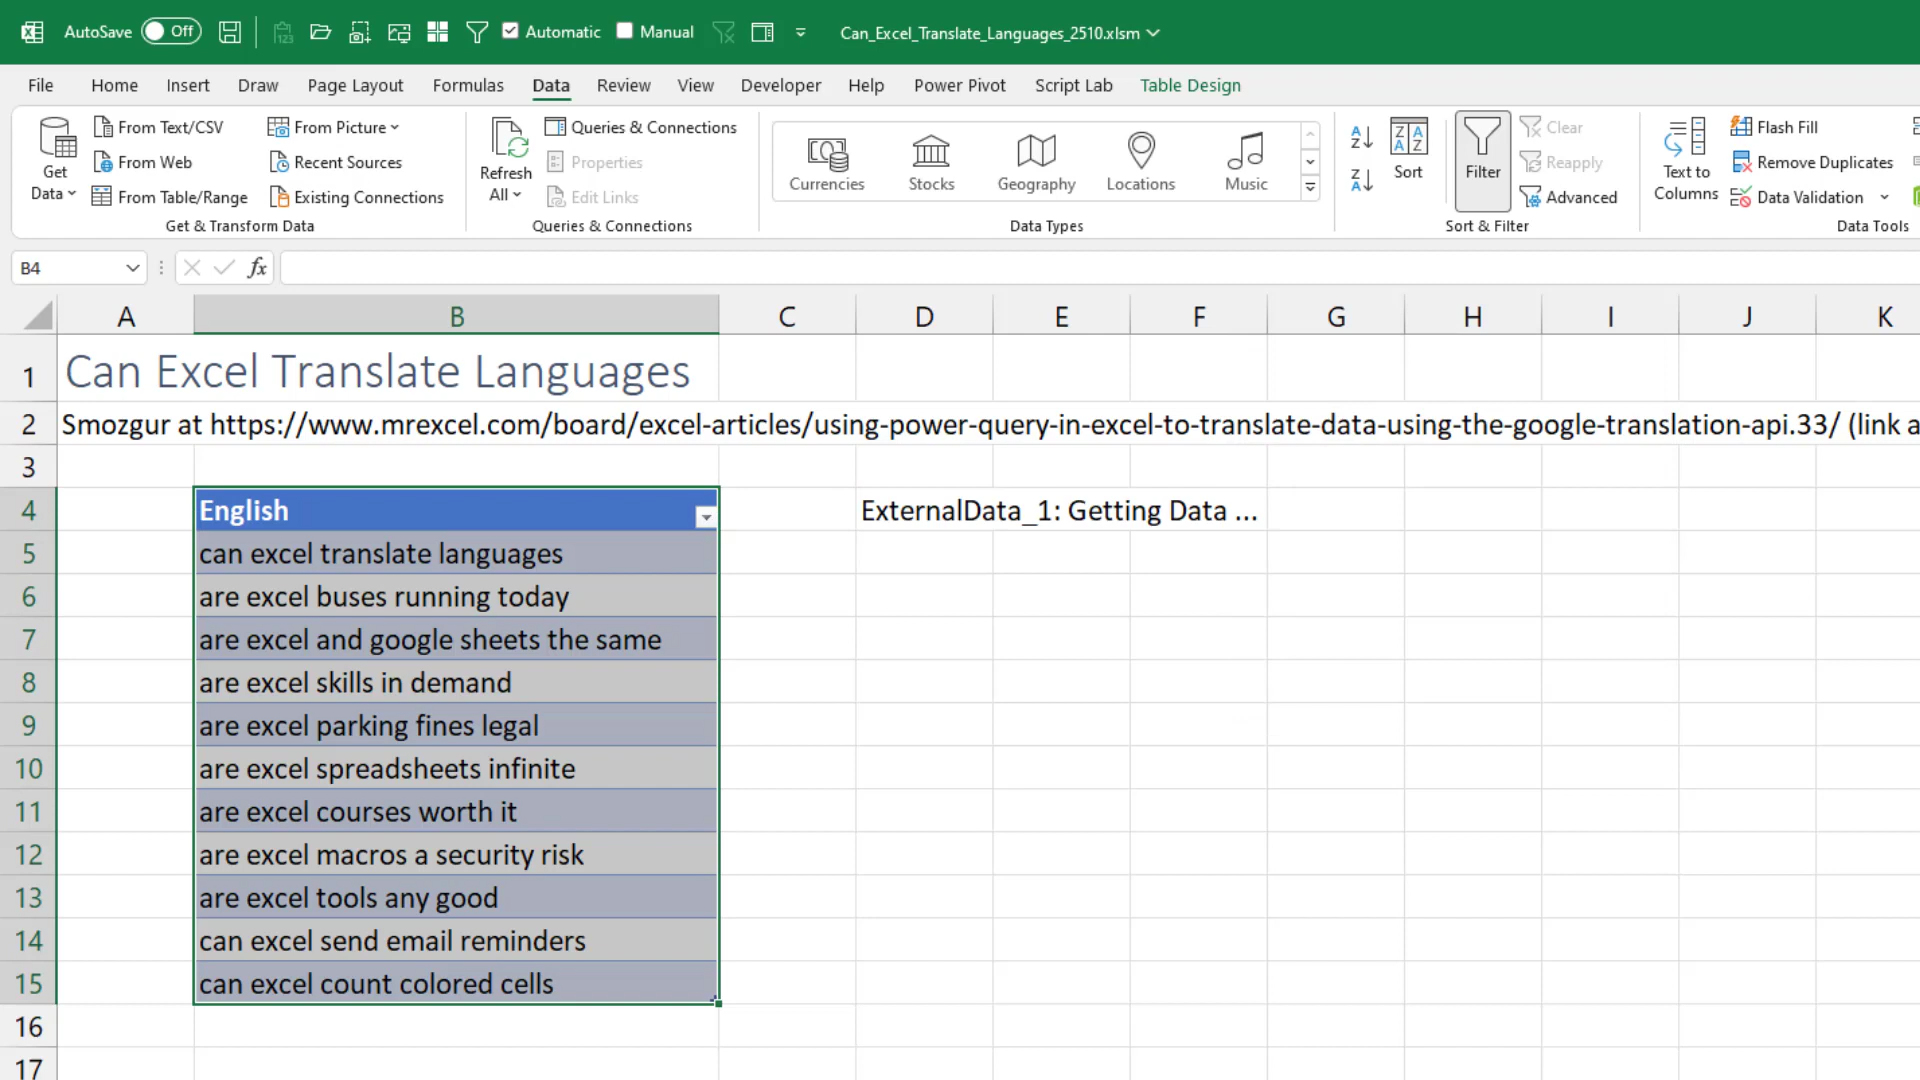 AutoSave Off Automatic Manual Can_Excel_Translate_Languages_2510.xlsm
File Home Insert Draw Page Layout Formulas Data Review View Developer Help Power Pivot Script Lab Table Design
Get Data
From Text/CSV
From Web
From Table/Range
From Picture
Recent Sources
Existing Connections
Get & Transform Data
Refresh All
Queries & Connections
Properties
Edit Links
Queries & Connections
Currencies Stocks Geography Locations Music
Data Types
Sort
Filter
Clear
Reapply
Advanced
Sort & Filter
Text to Columns
Flash Fill
Remove Duplicates
Data Validation
Data Tools
B4 fx
A B C D E F G H I J K
1 Can Excel Translate Languages
2 Smozgur at https://www.mrexcel.com/board/excel-articles/using-power-query-in-excel-to-translate-data-using-the-google-translation-api.33/ (link a
3
4 English ExternalData_1: Getting Data ...
5 can excel translate languages
6 are excel buses running today
7 are excel and google sheets the same
8 are excel skills in demand
9 are excel parking fines legal
10 are excel spreadsheets infinite
11 are excel courses worth it
12 are excel macros a security risk
13 are excel tools any good
14 can excel send email reminders
15 can excel count colored cells
16
17